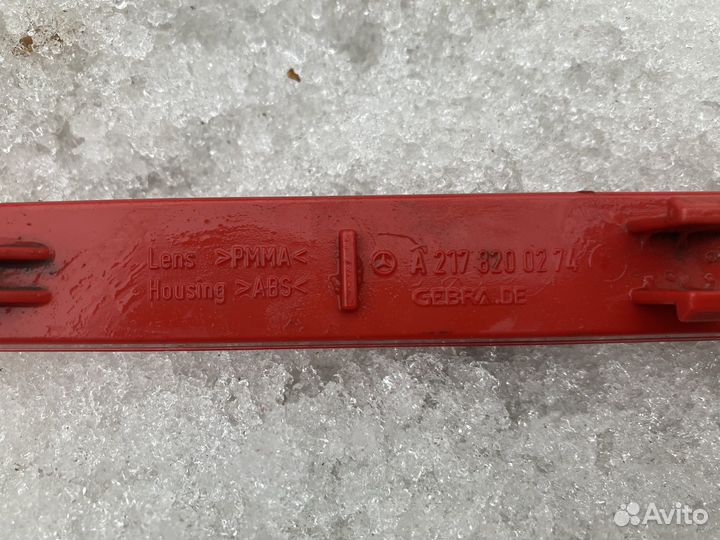 Lens >PMMA<
Housing >ABS<
A 217 820 02 74
GEBRA.DE
Avito